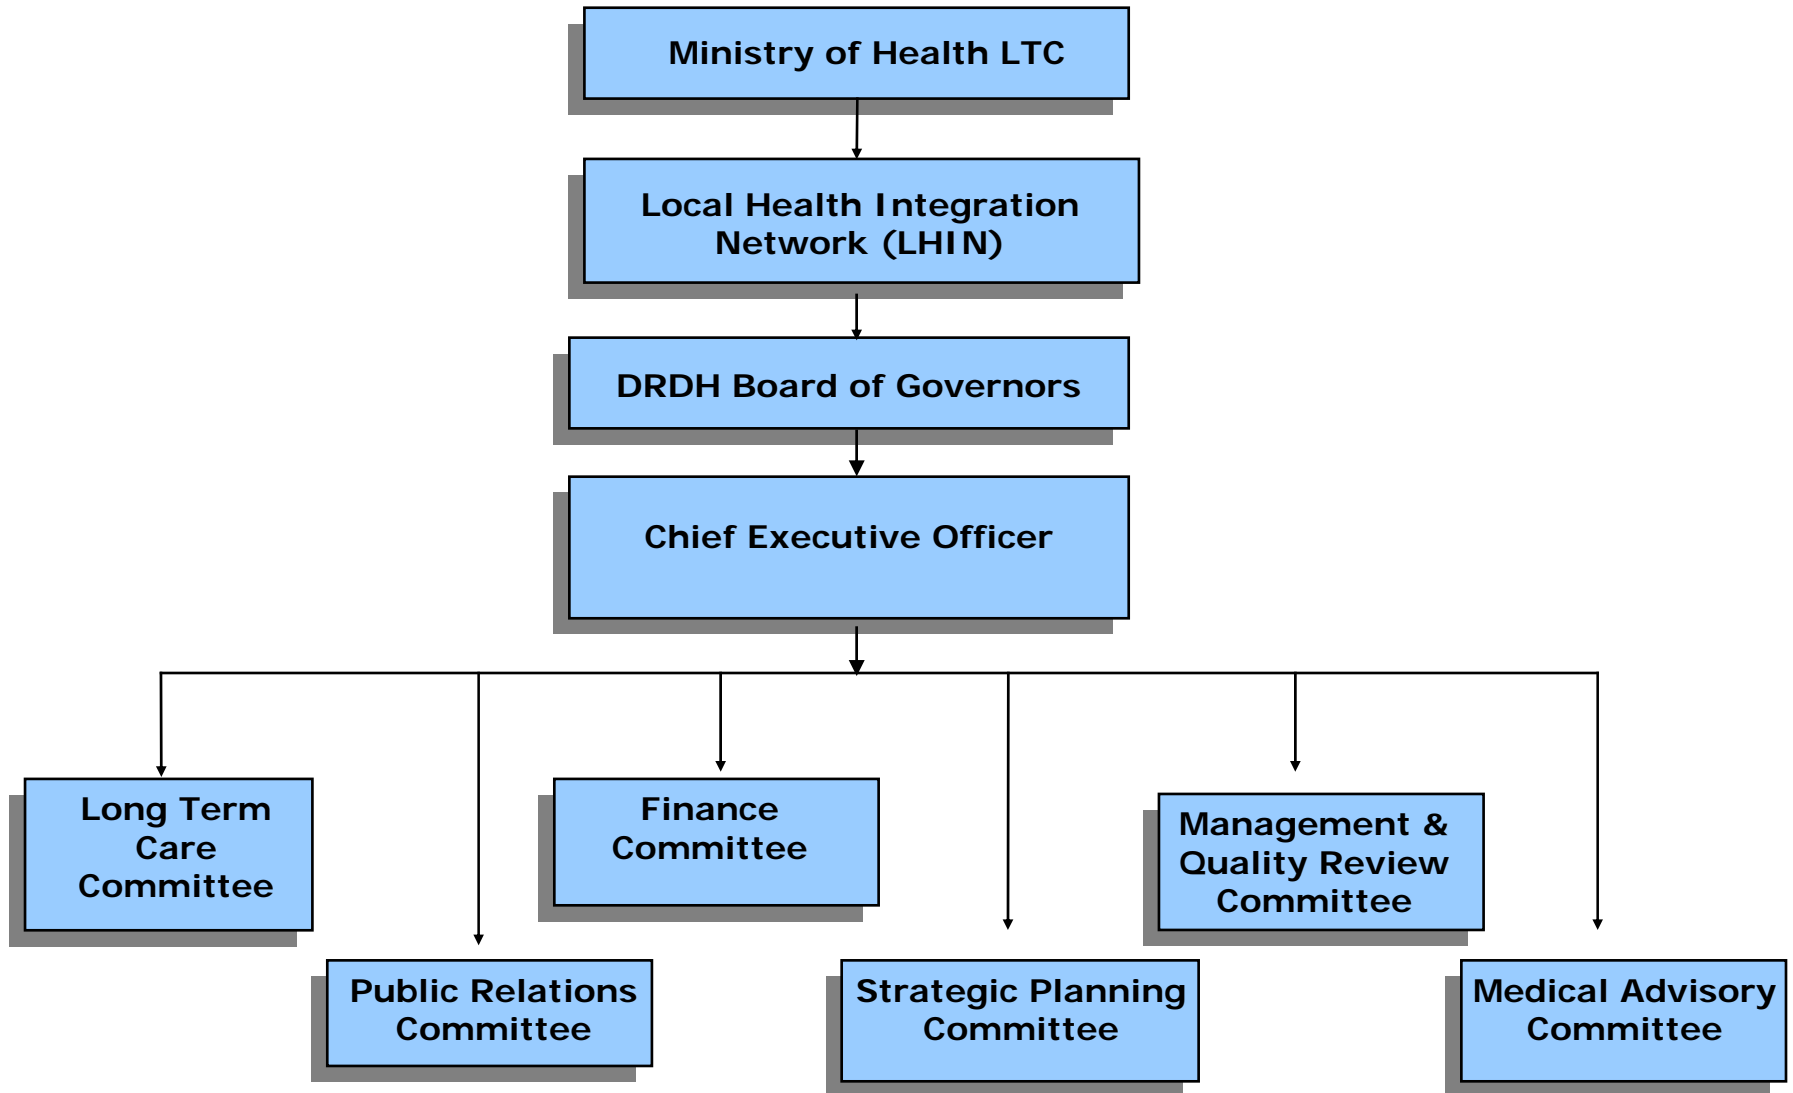 Ministry of Health LTC
Local Health Integration
Network (LHIN)
DRDH Board of Governors
Chief Executive Officer
Long Term
Care
Committee
Finance
Committee
Management &
Quality Review
Committee
Public Relations
Committee
Strategic Planning
Committee
Medical Advisory
Committee